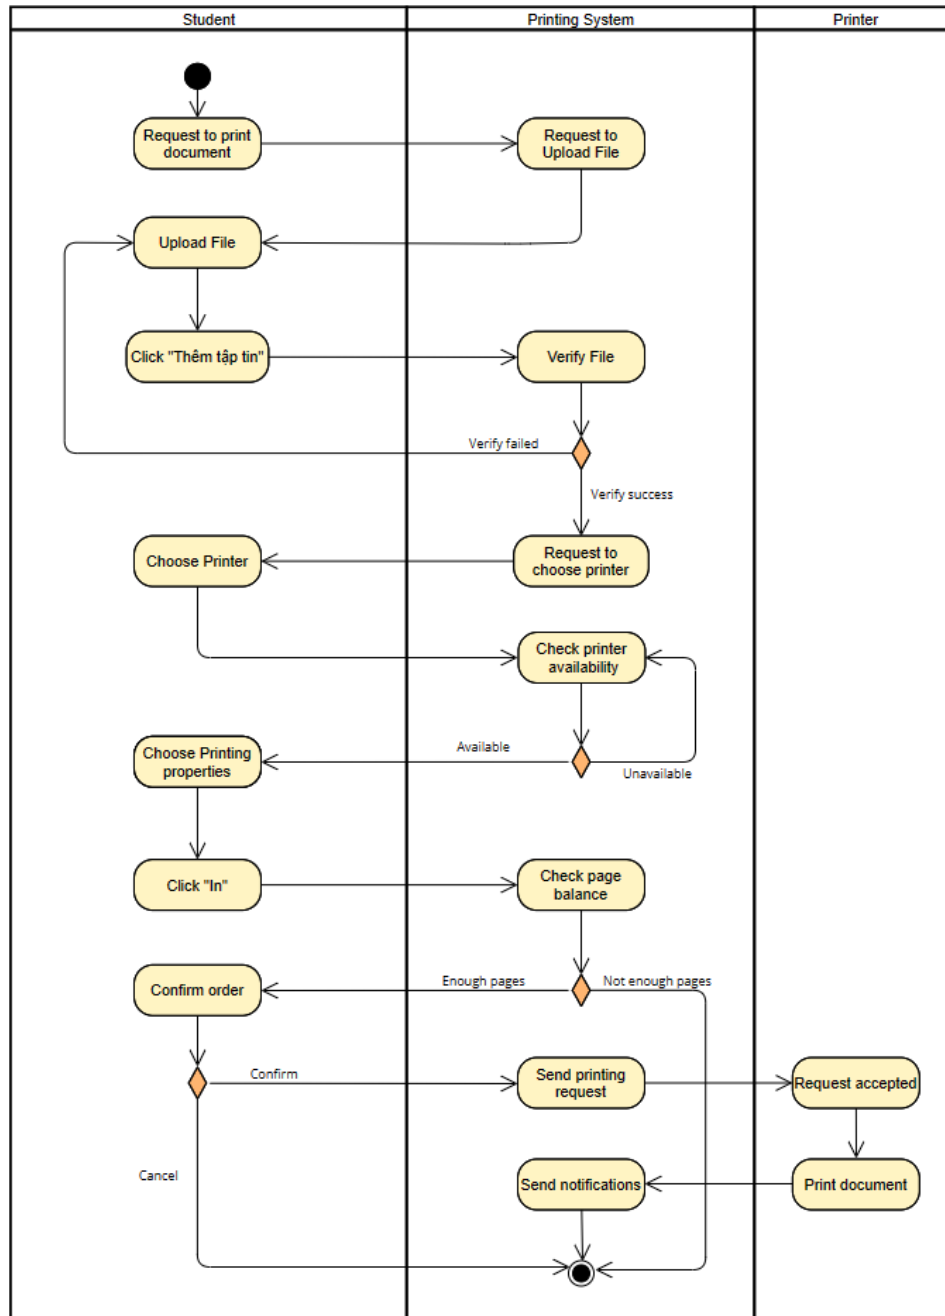 Student
Printing System
Printer
Request to print
document
Request to
Upload File
Upload File
Click "Thêm tập tin"
Verify File
Verify failed
Verify success
Choose Printer
Request to
choose printer
Check printer
availability
Choose Printing
properties
Available
Unavailable
Click "In"
Check page
balance
Confirm order
Enough pages
Not enough pages
Confirm
Send printing
request
Request accepted
Cancel
Send notifications
Print document